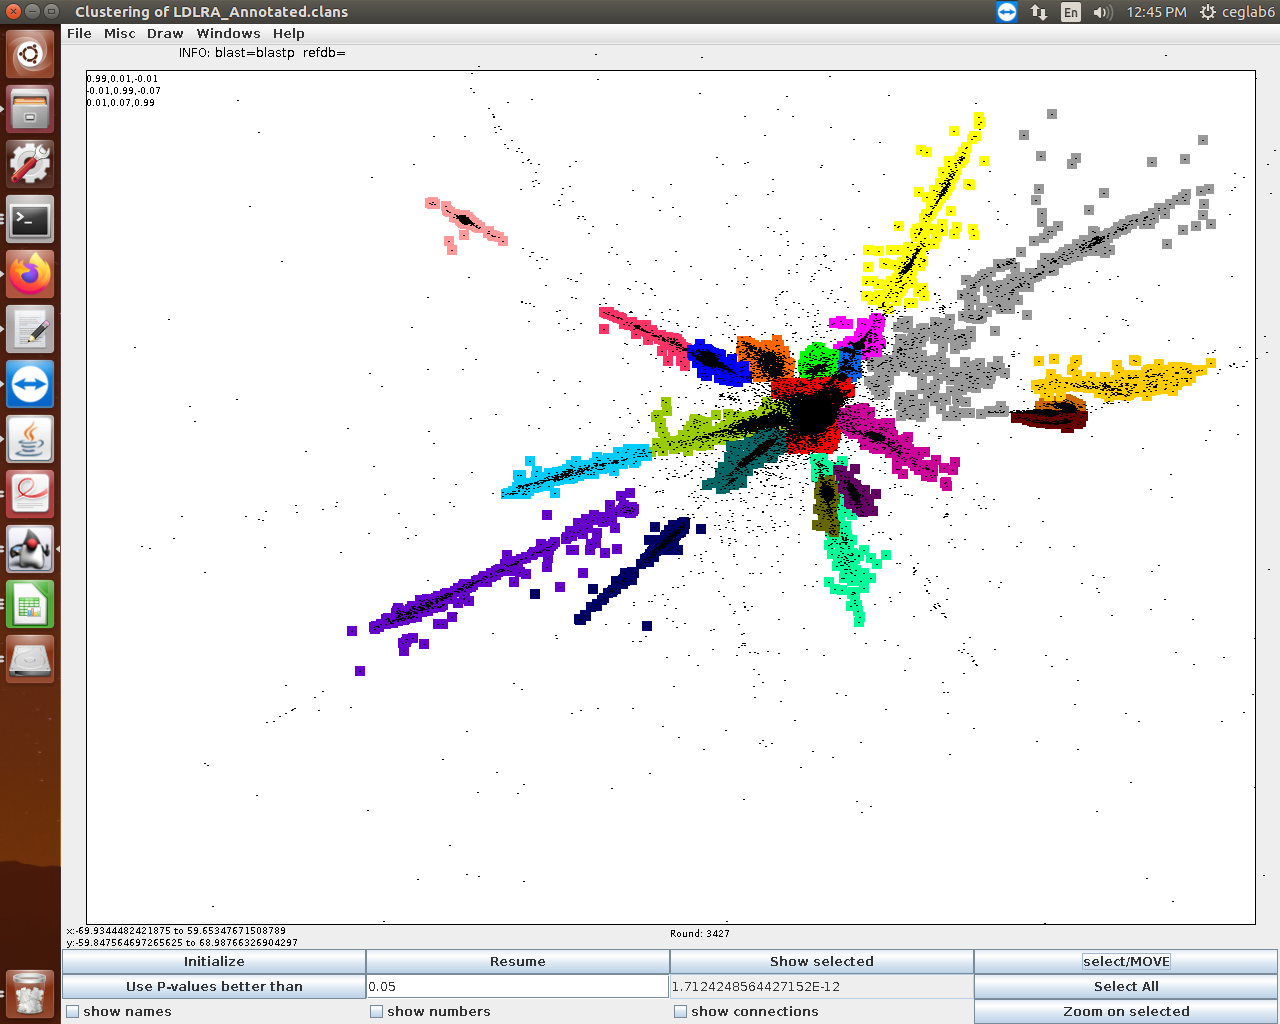 Clustering of LDLRA_Annotated.clans
En 12:45 PM ceglab6
File Misc Draw Windows Help
INFO: blast=blastp refdb=
0.99,0.01,-0.01
-0.01,0.99,-0.07
0.01,0.07,0.99
x:-69.9344482421875 to 59.65347671508789
y:-59.847564697265625 to 68.98766326904297
Round: 3427
Initialize Resume Show selected select/MOVE
Use P-values better than 0.05 1.7124248564427152E-12 Select All
show names show numbers show connections Zoom on selected